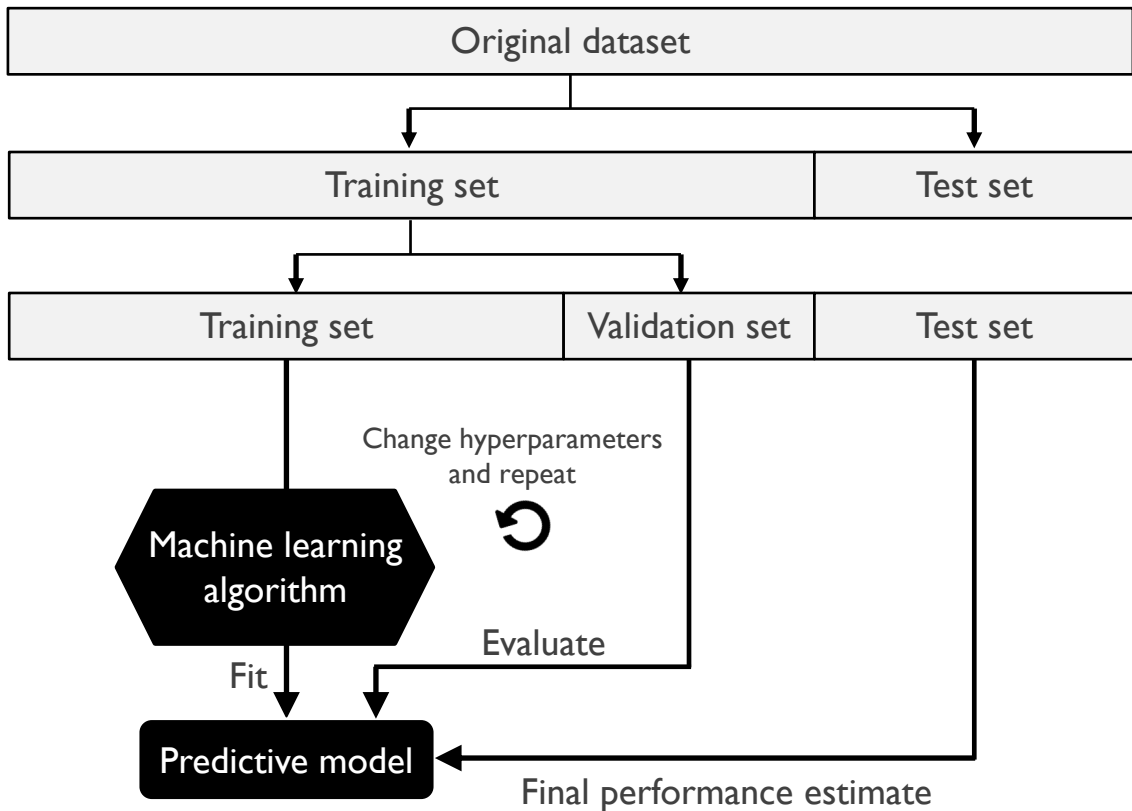 Original dataset
Training set
Test set
Training set
Validation set
Test set
Change hyperparameters
and repeat
Machine learning
algorithm
Evaluate
Fit
Predictive model
Final performance estimate